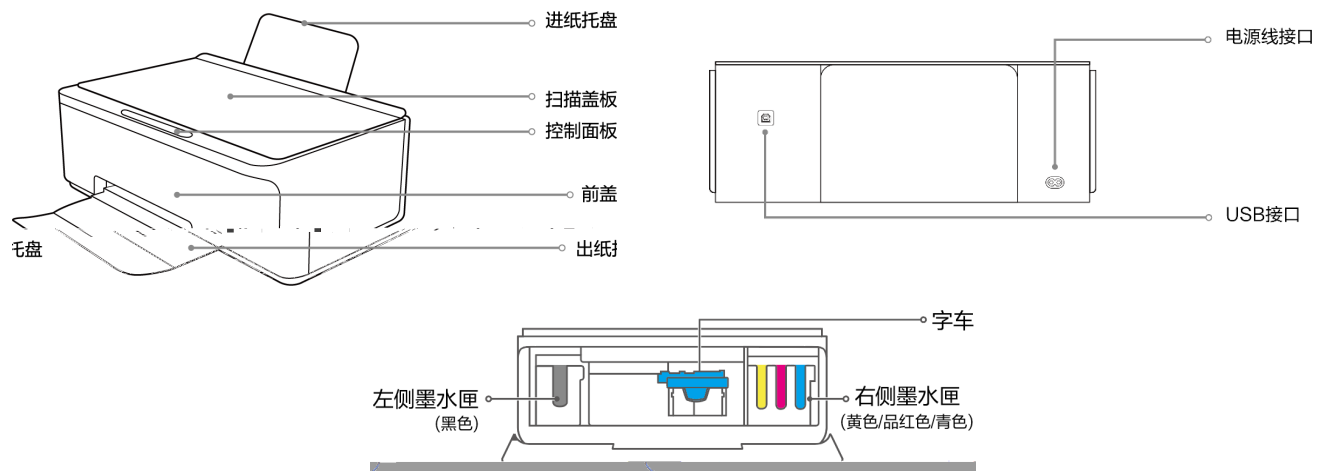 进纸托盘
扫描盖板
控制面板
前盖
托盘
出纸
电源线接口
USB接口
字车
左侧墨水匣
(黑色)
右侧墨水匣
(黄色/品红色/青色)